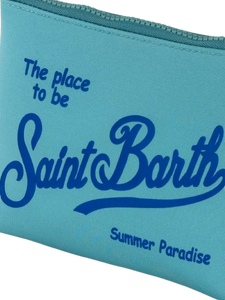 The place
to be
Saint Barth
Summer Paradise